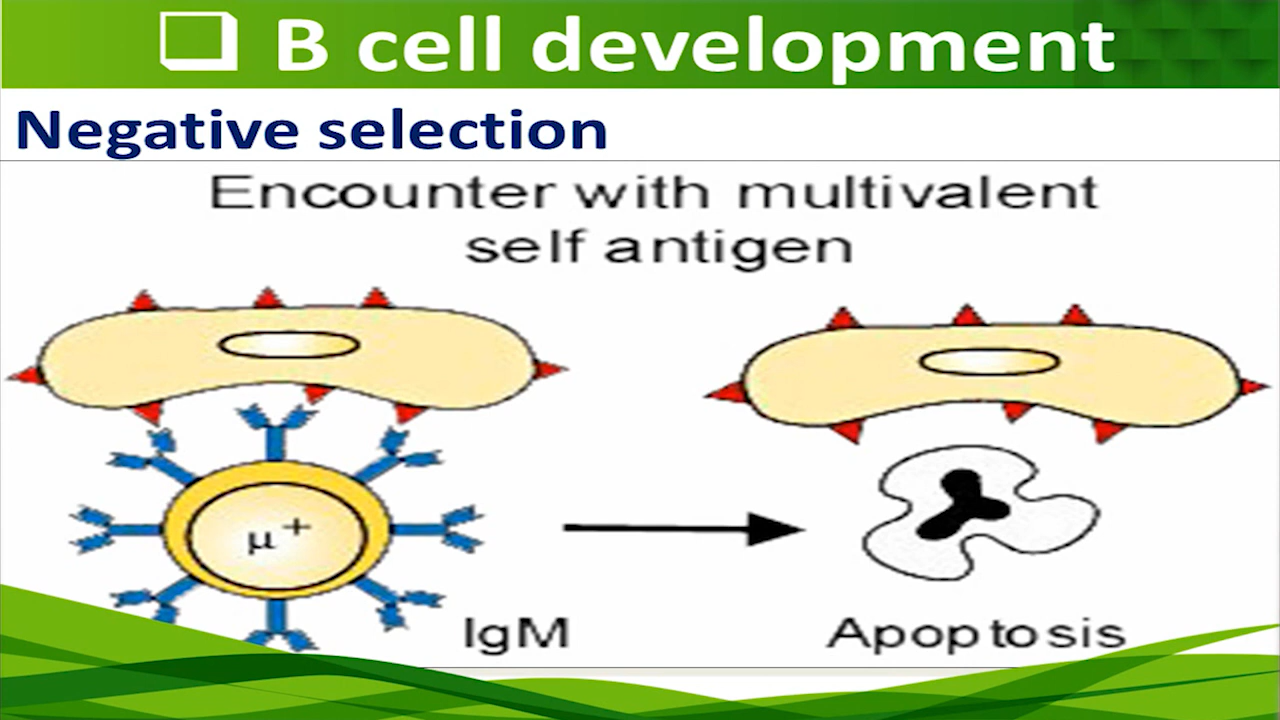 ❑ B cell development
Negative selection
Encounter with multivalent
self antigen
μ+
IgM
Apoptosis